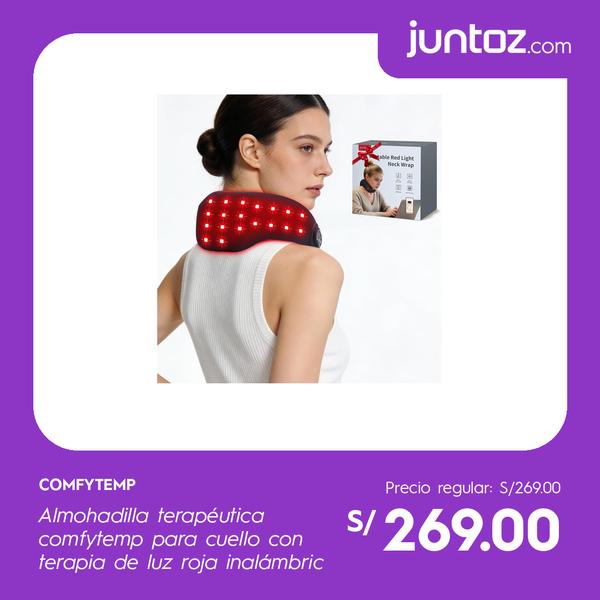 juntoz.com
able Red Light
Neck Wrap
COMFYTEMP
Almohadilla terapéutica
comfytemp para cuello con
terapia de luz roja inalámbric
Precio regular: S/269.00
S/ 269.00